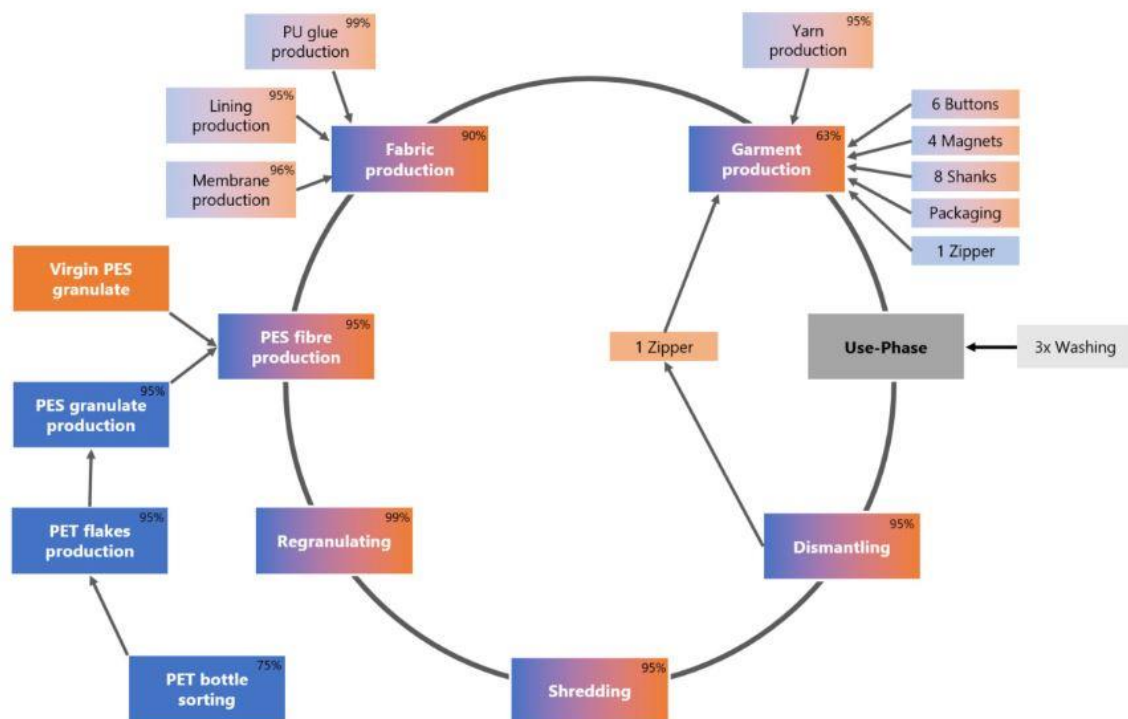 99%
PU glue
production
95%
Yarn
production
95%
Lining
production
6 Buttons
90%
Fabric
production
63%
Garment
production
4 Magnets
96%
Membrane
production
8 Shanks
Packaging
1 Zipper
Virgin PES
granulate
95%
PES fibre
production
1 Zipper
Use-Phase
3x Washing
95%
PES granulate
production
95%
PET flakes
production
99%
Regranulating
95%
Dismantling
75%
PET bottle
sorting
95%
Shredding